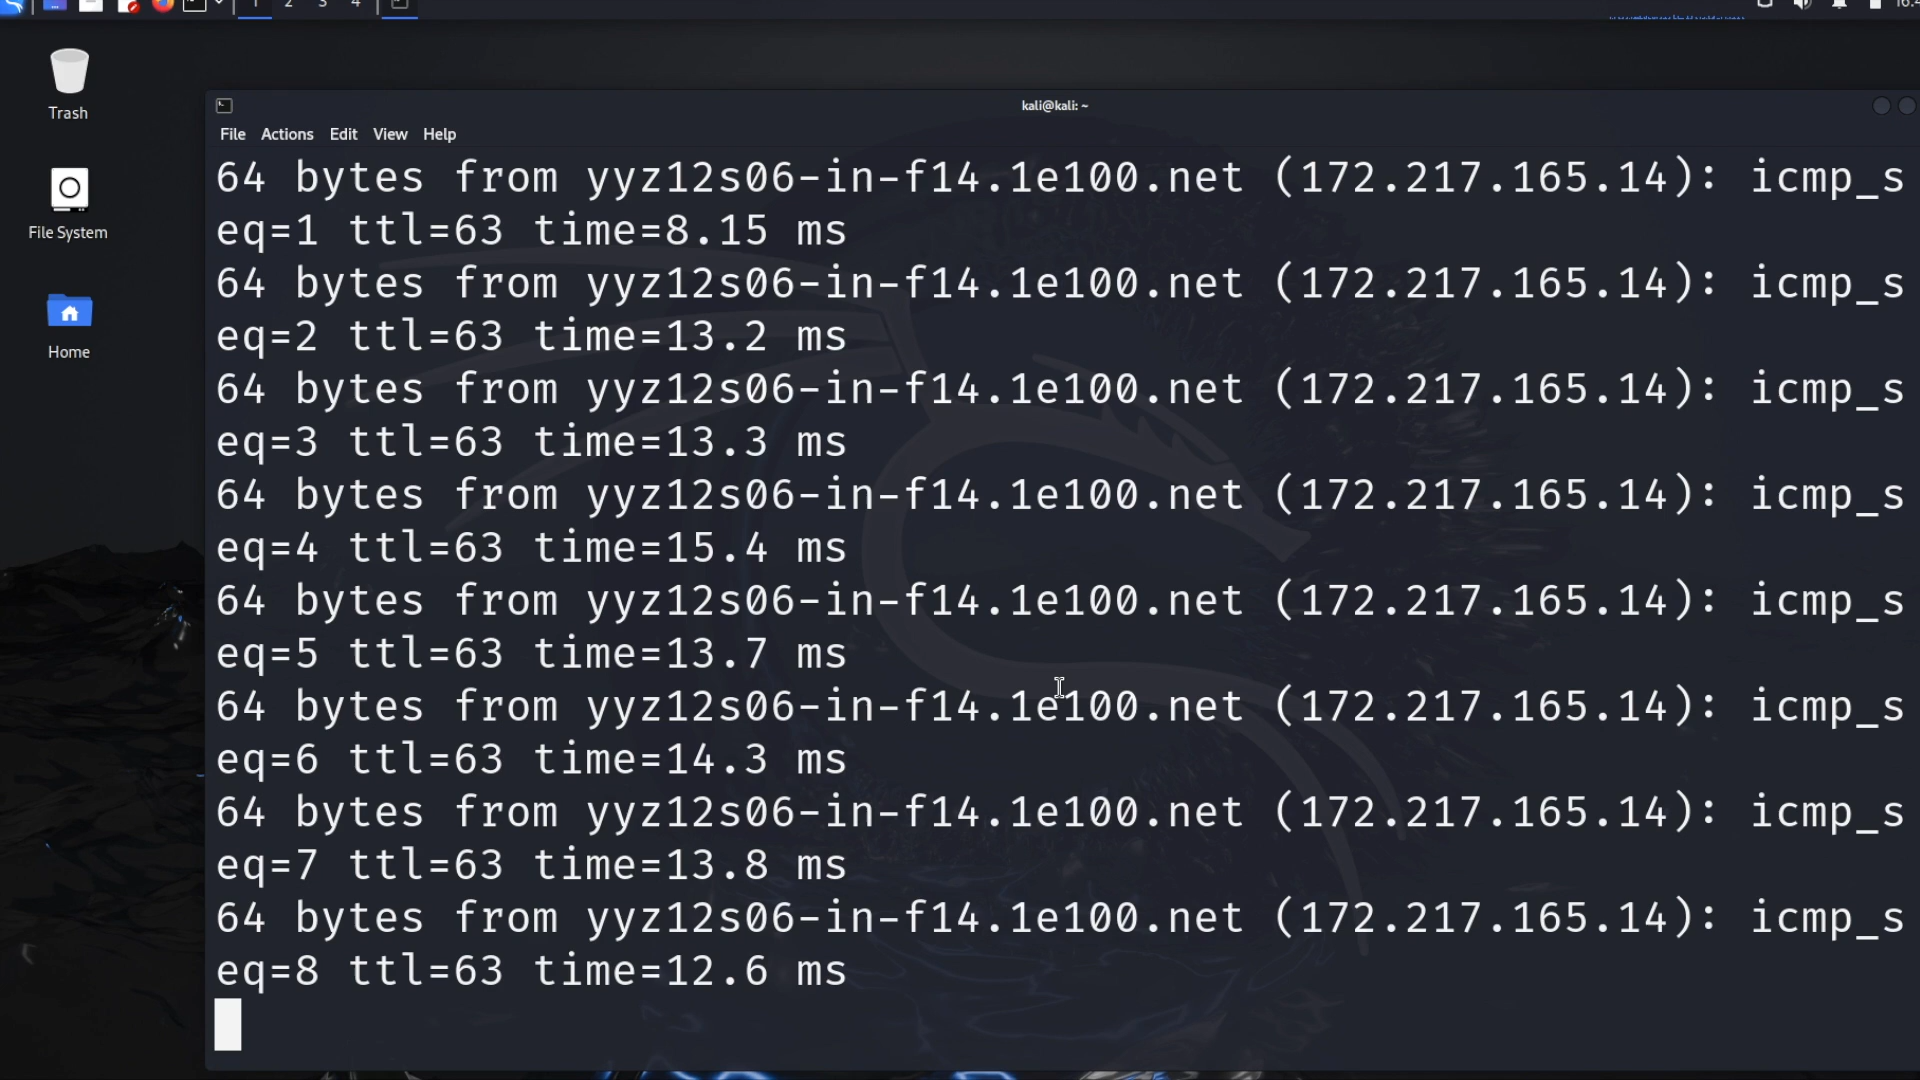 1 2 3 4
Trash
File System
Home
kali@kali: ~
File Actions Edit View Help
64 bytes from yyz12s06-in-f14.1e100.net (172.217.165.14): icmp_s
eq=1 ttl=63 time=8.15 ms
64 bytes from yyz12s06-in-f14.1e100.net (172.217.165.14): icmp_s
eq=2 ttl=63 time=13.2 ms
64 bytes from yyz12s06-in-f14.1e100.net (172.217.165.14): icmp_s
eq=3 ttl=63 time=13.3 ms
64 bytes from yyz12s06-in-f14.1e100.net (172.217.165.14): icmp_s
eq=4 ttl=63 time=15.4 ms
64 bytes from yyz12s06-in-f14.1e100.net (172.217.165.14): icmp_s
eq=5 ttl=63 time=13.7 ms
64 bytes from yyz12s06-in-f14.1e100.net (172.217.165.14): icmp_s
eq=6 ttl=63 time=14.3 ms
64 bytes from yyz12s06-in-f14.1e100.net (172.217.165.14): icmp_s
eq=7 ttl=63 time=13.8 ms
64 bytes from yyz12s06-in-f14.1e100.net (172.217.165.14): icmp_s
eq=8 ttl=63 time=12.6 ms